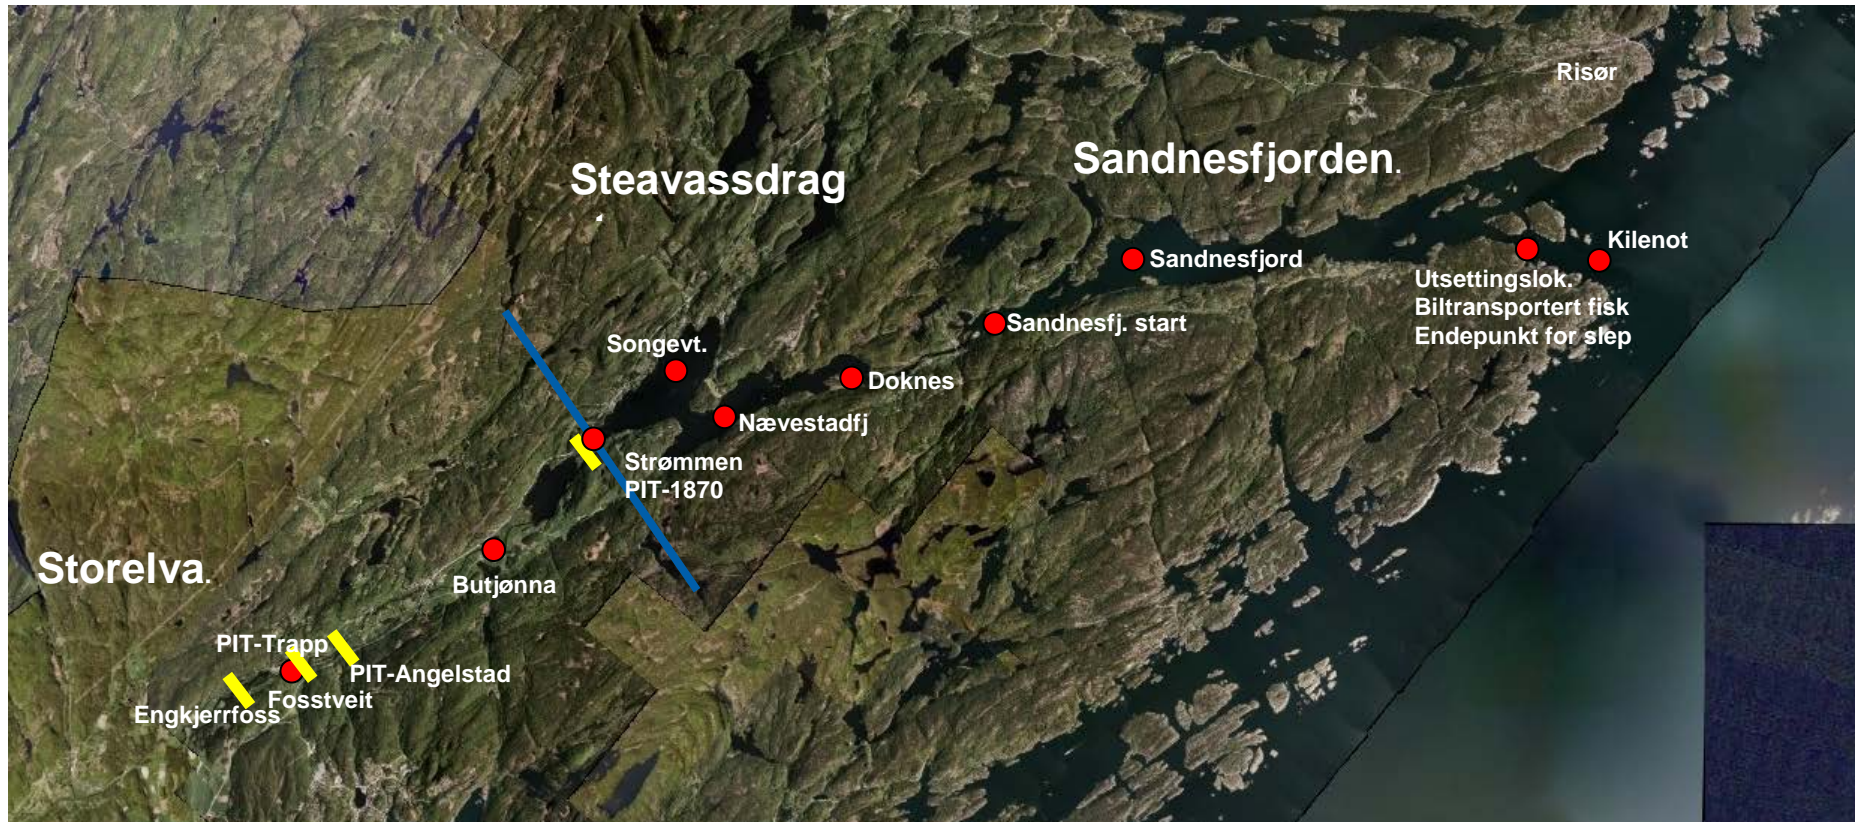 Risør
Sandnesfjorden.
Steavassdrag
Kilenot
Sandnesfjord
Utsettingslok.
Biltransportert fisk
Endepunkt for slep
Sandnesfj. start
Songevt.
Doknes
Nævestadfj
Strømmen
PIT-1870
Storelva.
Butjønna
PIT-Trapp
PIT-Angelstad
Fosstveit
Engkjerrfoss